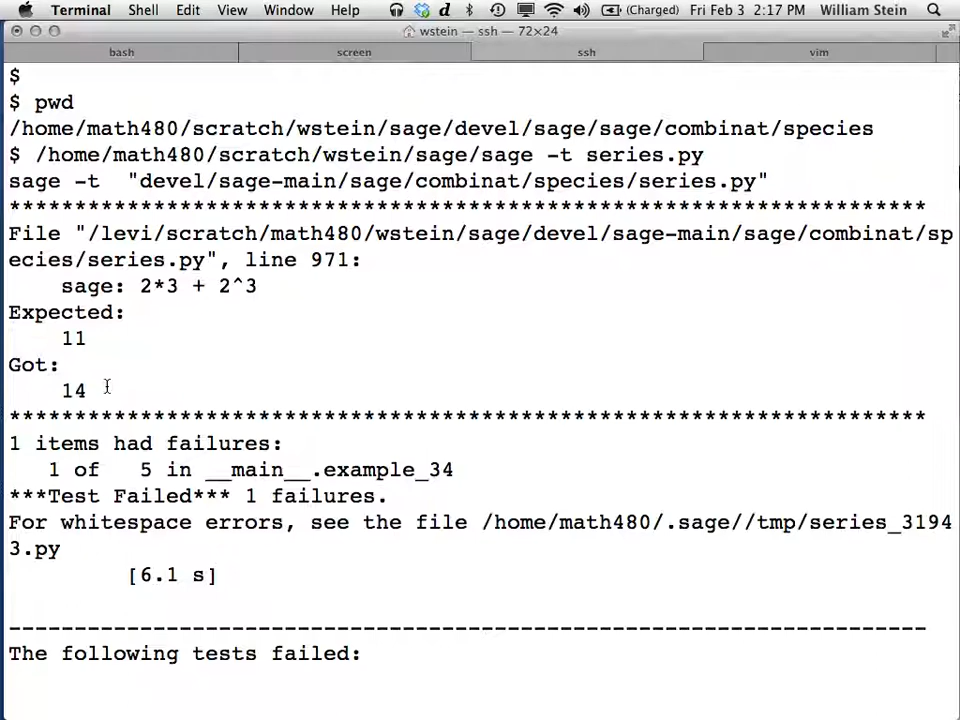 Terminal Shell Edit View Window Help d (Charged) Fri Feb 3 2:17 PM William Stein
wstein — ssh — 72×24
bash screen ssh vim
$
$ pwd
/home/math480/scratch/wstein/sage/devel/sage/sage/combinat/species
$ /home/math480/scratch/wstein/sage/sage -t series.py
sage -t  "devel/sage-main/sage/combinat/species/series.py"
**********************************************************************
File "/levi/scratch/math480/wstein/sage/devel/sage-main/sage/combinat/sp
ecies/series.py", line 971:
    sage: 2*3 + 2^3
Expected:
    11
Got:
    14
**********************************************************************
1 items had failures:
   1 of   5 in __main__.example_34
***Test Failed*** 1 failures.
For whitespace errors, see the file /home/math480/.sage//tmp/series_3194
3.py
         [6.1 s]
----------------------------------------------------------------------
The following tests failed: